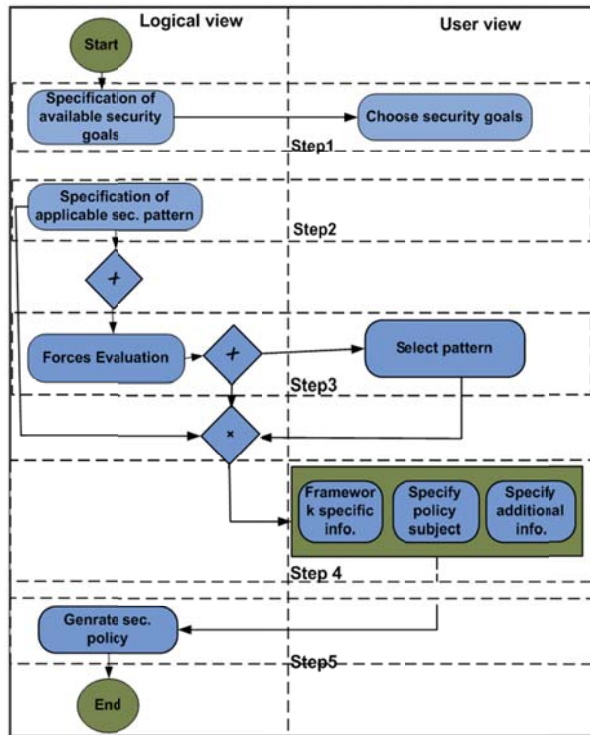 Logical view
User view
Start
Specification of
available security
goals
Choose security goals
Step1
Specification of
applicable sec. pattern
Step2
Forces Evaluation
Select pattern
Step3
Framewor
k specific
info.
Specify
policy
subject
Specify
additional
info.
Step 4
Genrate sec.
policy
Step5
End